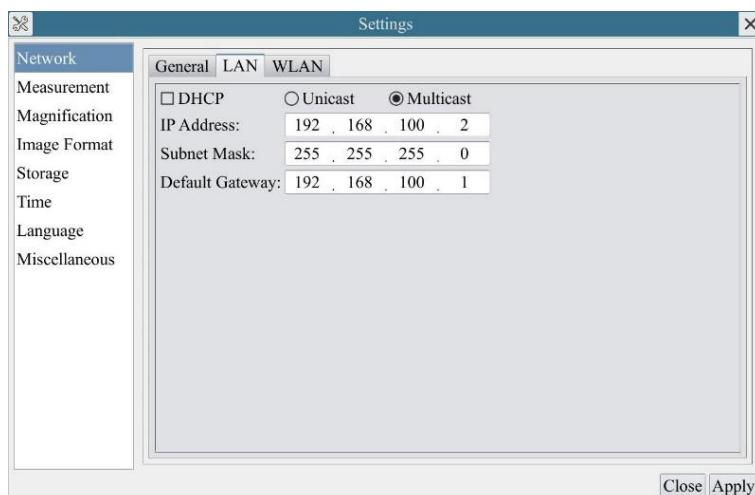 Settings
Network
Measurement
Magnification
Image Format
Storage
Time
Language
Miscellaneous
General LAN WLAN
DHCP Unicast Multicast
IP Address: 192 . 168 . 100 . 2
Subnet Mask: 255 . 255 . 255 . 0
Default Gateway: 192 . 168 . 100 . 1
Close Apply